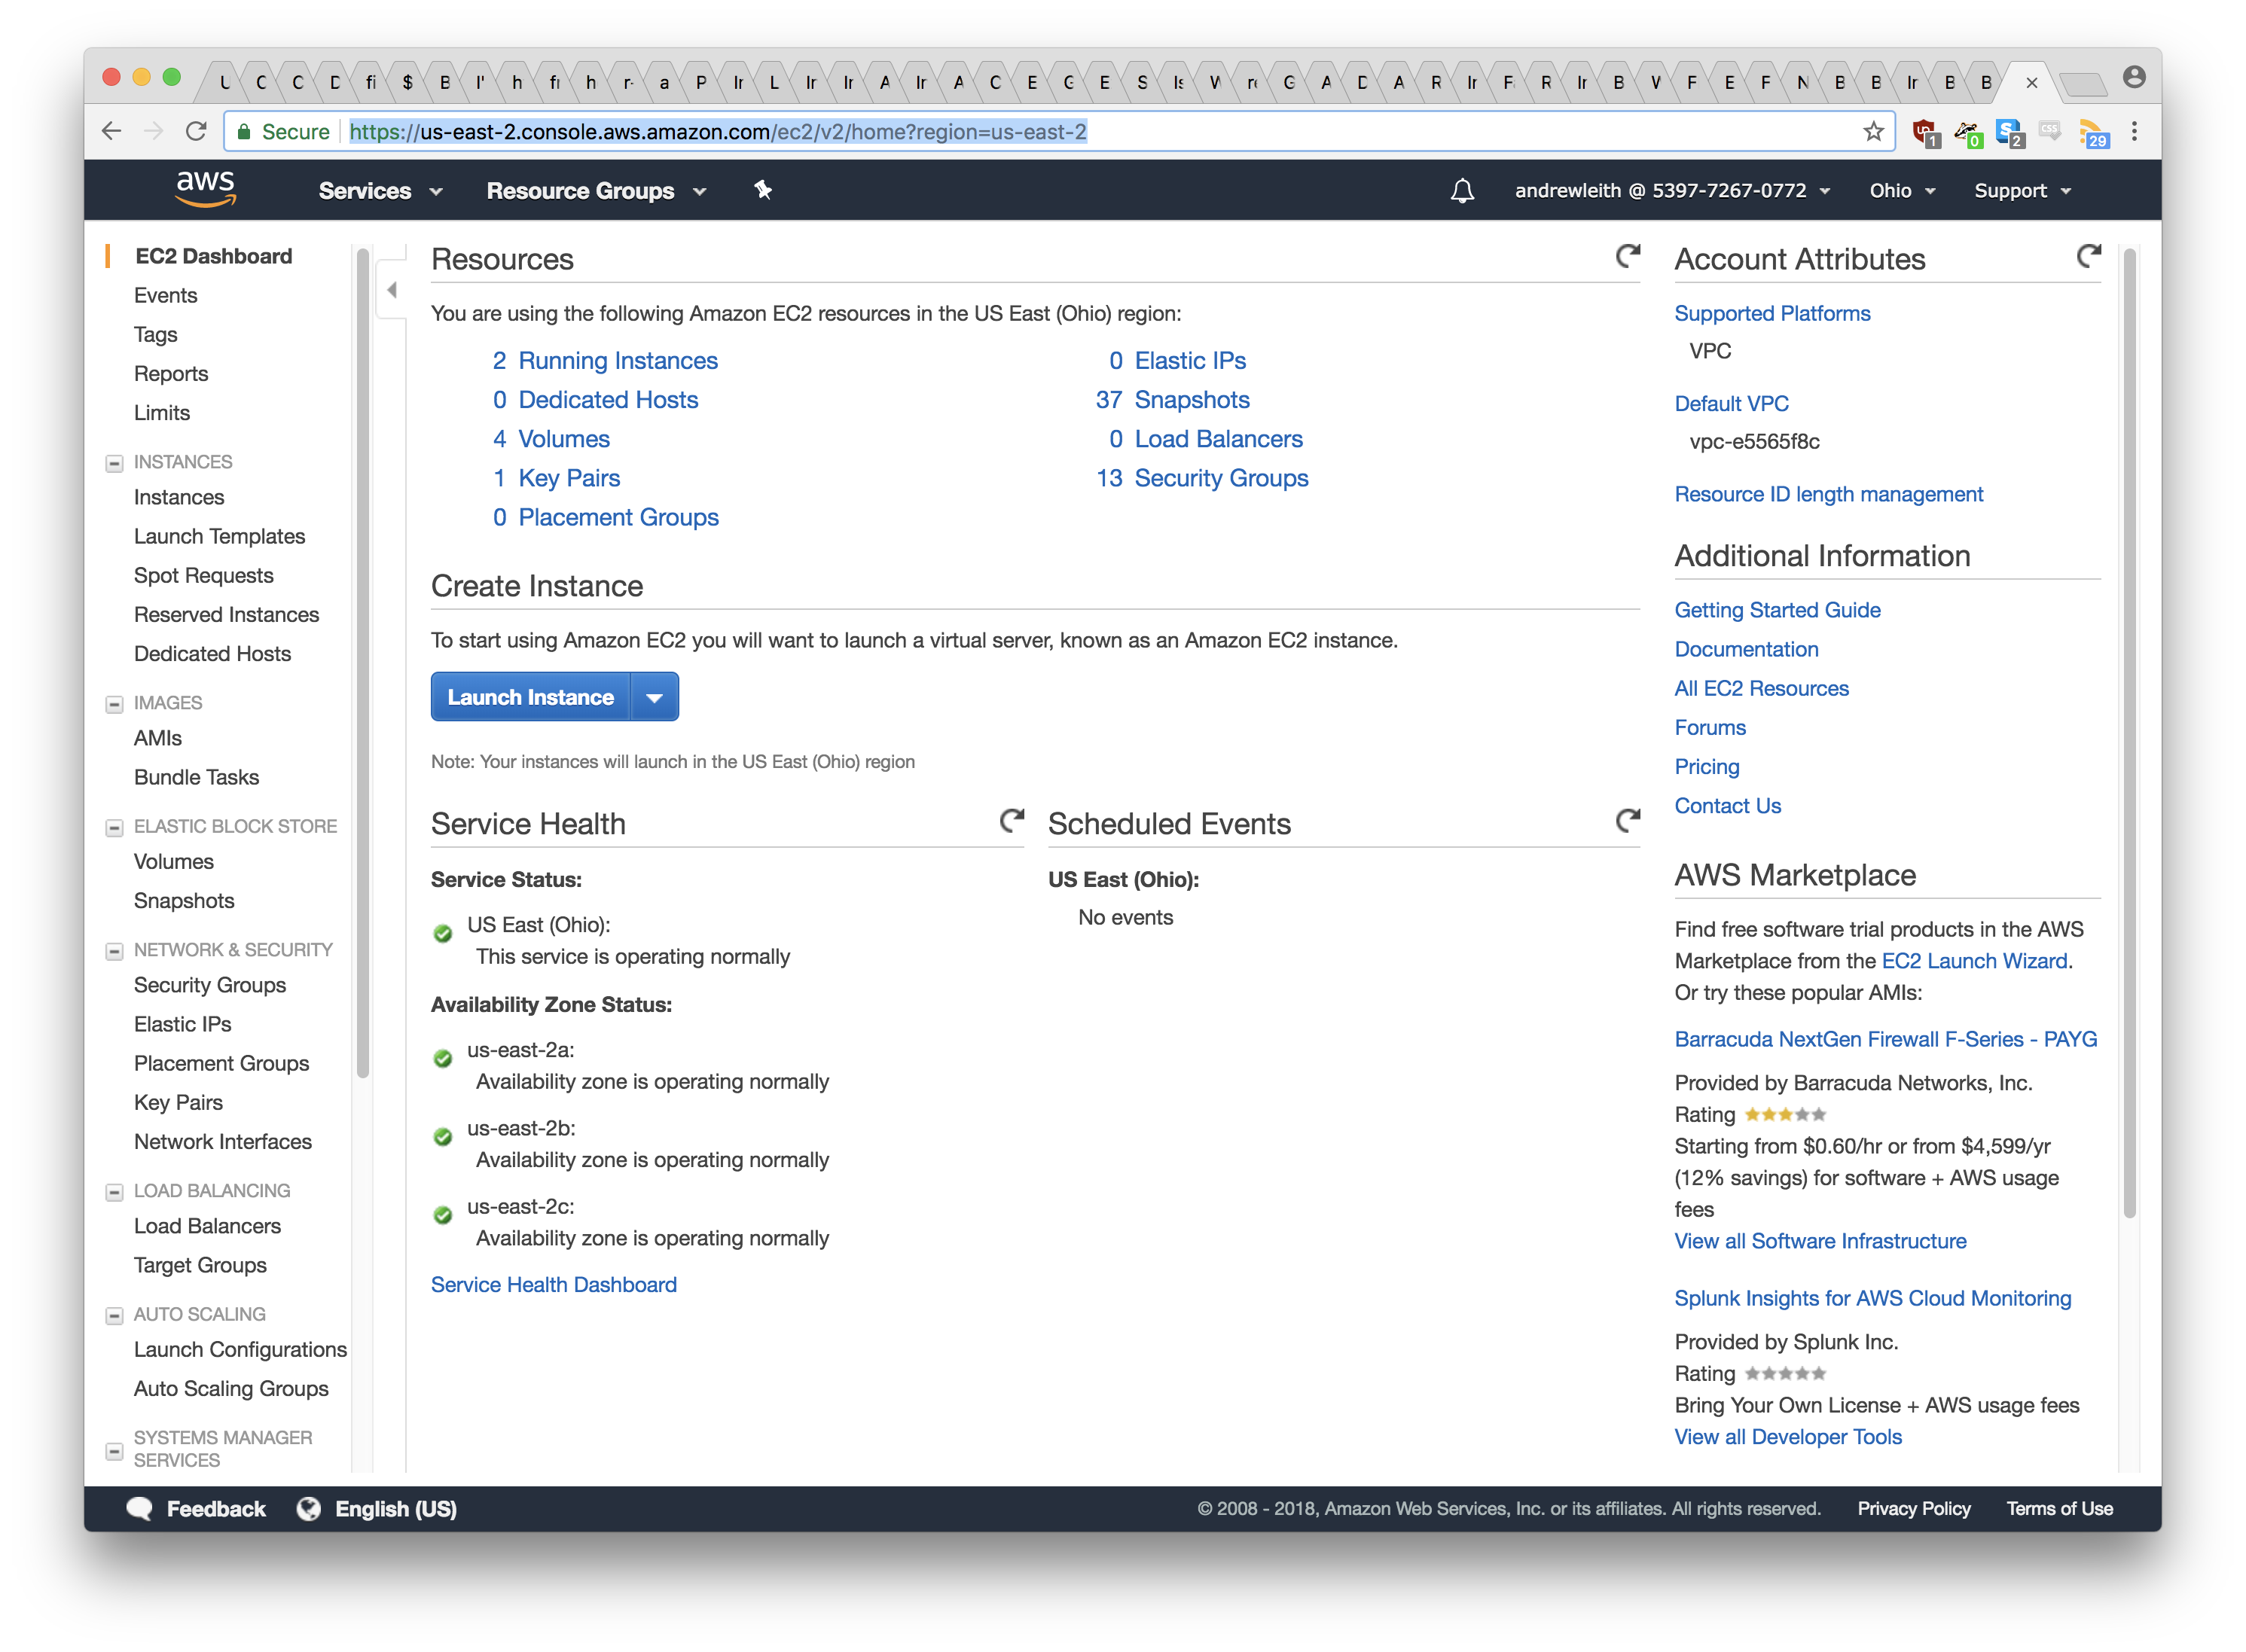 Secure https://us-east-2.console.aws.amazon.com/ec2/v2/home?region=us-east-2
1 0 2 CSS 29
aws Services Resource Groups andrewleith @ 5397-7267-0772 Ohio Support
EC2 Dashboard
Events
Tags
Reports
Limits
INSTANCES
Instances
Launch Templates
Spot Requests
Reserved Instances
Dedicated Hosts
IMAGES
AMIs
Bundle Tasks
ELASTIC BLOCK STORE
Volumes
Snapshots
NETWORK & SECURITY
Security Groups
Elastic IPs
Placement Groups
Key Pairs
Network Interfaces
LOAD BALANCING
Load Balancers
Target Groups
AUTO SCALING
Launch Configurations
Auto Scaling Groups
SYSTEMS MANAGER
SERVICES
Resources
You are using the following Amazon EC2 resources in the US East (Ohio) region:
2 Running Instances
0 Dedicated Hosts
4 Volumes
1 Key Pairs
0 Placement Groups
0 Elastic IPs
37 Snapshots
0 Load Balancers
13 Security Groups
Create Instance
To start using Amazon EC2 you will want to launch a virtual server, known as an Amazon EC2 instance.
Launch Instance
Note: Your instances will launch in the US East (Ohio) region
Service Health
Service Status:
US East (Ohio):
This service is operating normally
Availability Zone Status:
us-east-2a:
Availability zone is operating normally
us-east-2b:
Availability zone is operating normally
us-east-2c:
Availability zone is operating normally
Service Health Dashboard
Scheduled Events
US East (Ohio):
No events
Account Attributes
Supported Platforms
VPC
Default VPC
vpc-e5565f8c
Resource ID length management
Additional Information
Getting Started Guide
Documentation
All EC2 Resources
Forums
Pricing
Contact Us
AWS Marketplace
Find free software trial products in the AWS
Marketplace from the EC2 Launch Wizard.
Or try these popular AMIs:
Barracuda NextGen Firewall F-Series - PAYG
Provided by Barracuda Networks, Inc.
Rating
Starting from $0.60/hr or from $4,599/yr
(12% savings) for software + AWS usage
fees
View all Software Infrastructure
Splunk Insights for AWS Cloud Monitoring
Provided by Splunk Inc.
Rating
Bring Your Own License + AWS usage fees
View all Developer Tools
Feedback English (US) © 2008 - 2018, Amazon Web Services, Inc. or its affiliates. All rights reserved. Privacy Policy Terms of Use